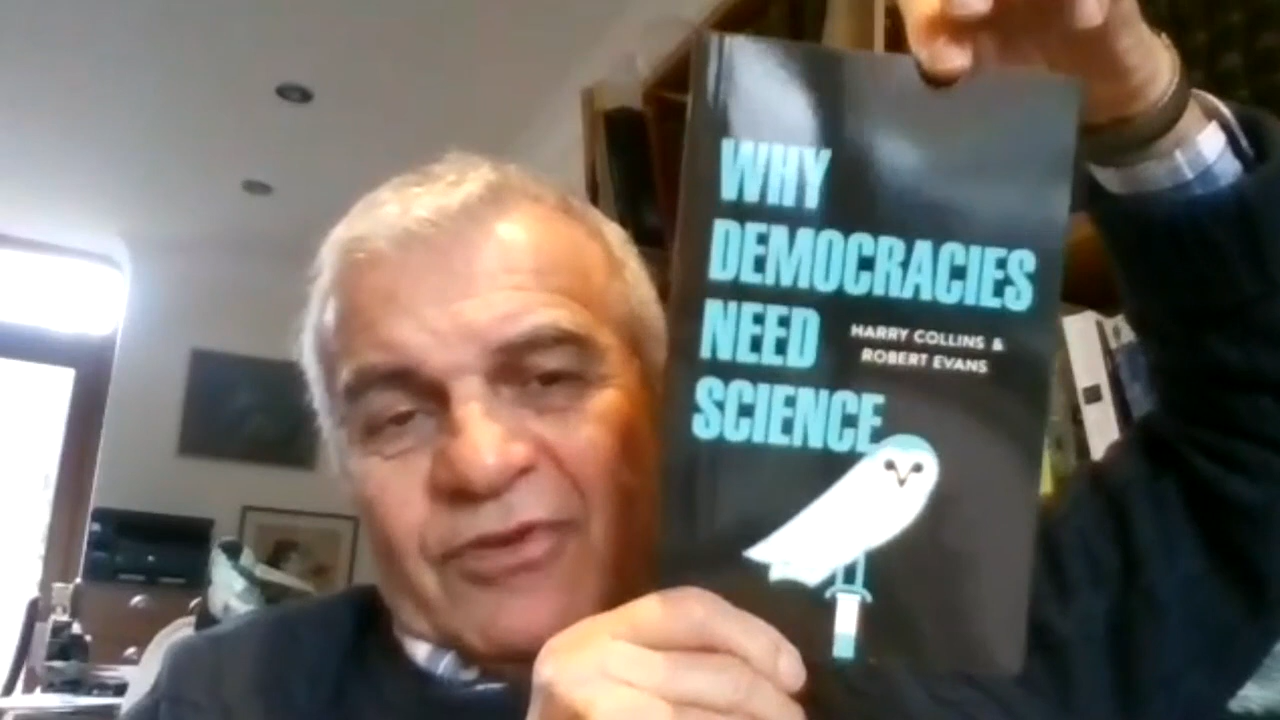 WHY
DEMOCRACIES
NEED
SCIENCE
HARRY COLLINS &
ROBERT EVANS